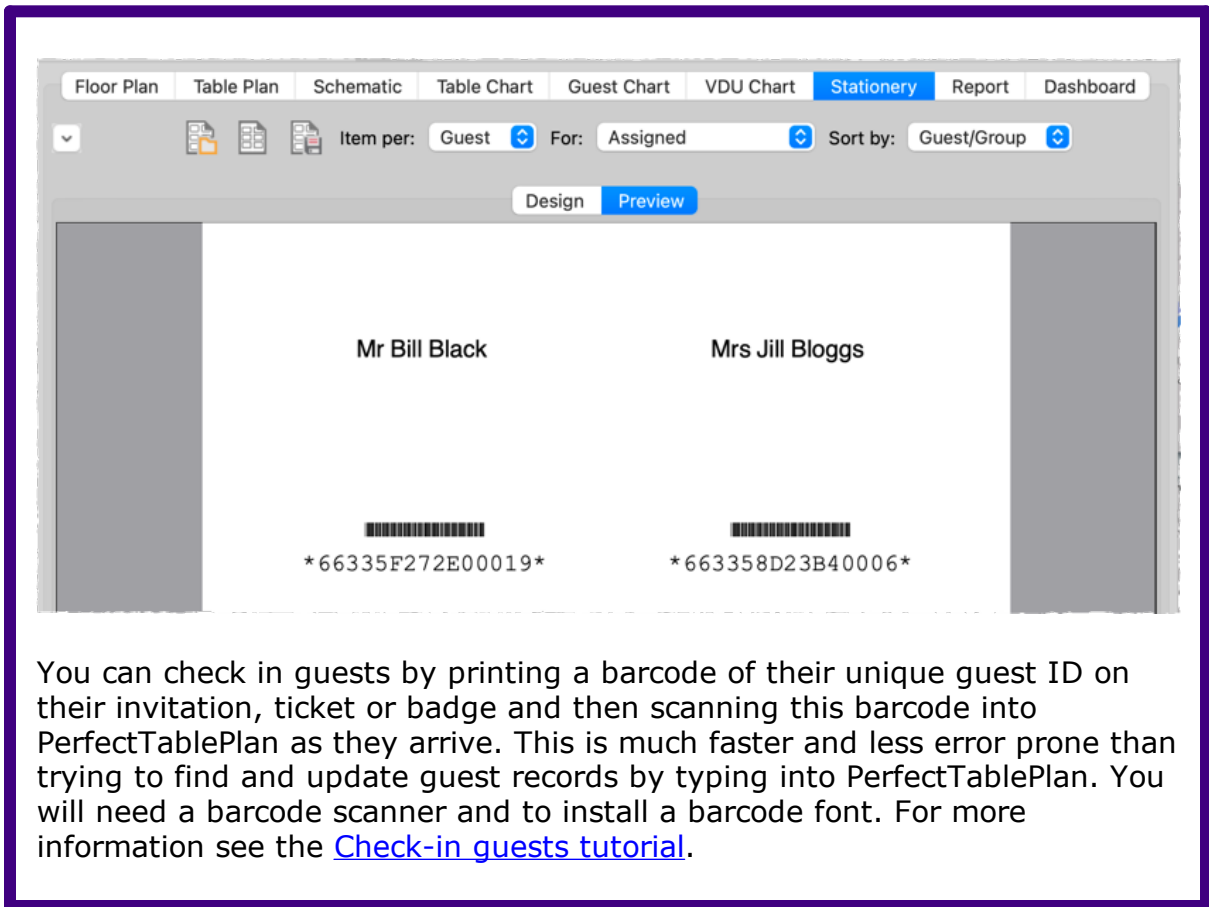 Floor Plan Table Plan Schematic Table Chart Guest Chart VDU Chart Stationery Report Dashboard
Item per: Guest For: Assigned Sort by: Guest/Group
Design Preview
Mr Bill Black Mrs Jill Bloggs
*66335F272E00019* *663358D23B40006*
You can check in guests by printing a barcode of their unique guest ID on
their invitation, ticket or badge and then scanning this barcode into
PerfectTablePlan as they arrive. This is much faster and less error prone than
trying to find and update guest records by typing into PerfectTablePlan. You
will need a barcode scanner and to install a barcode font. For more
information see the Check-in guests tutorial.